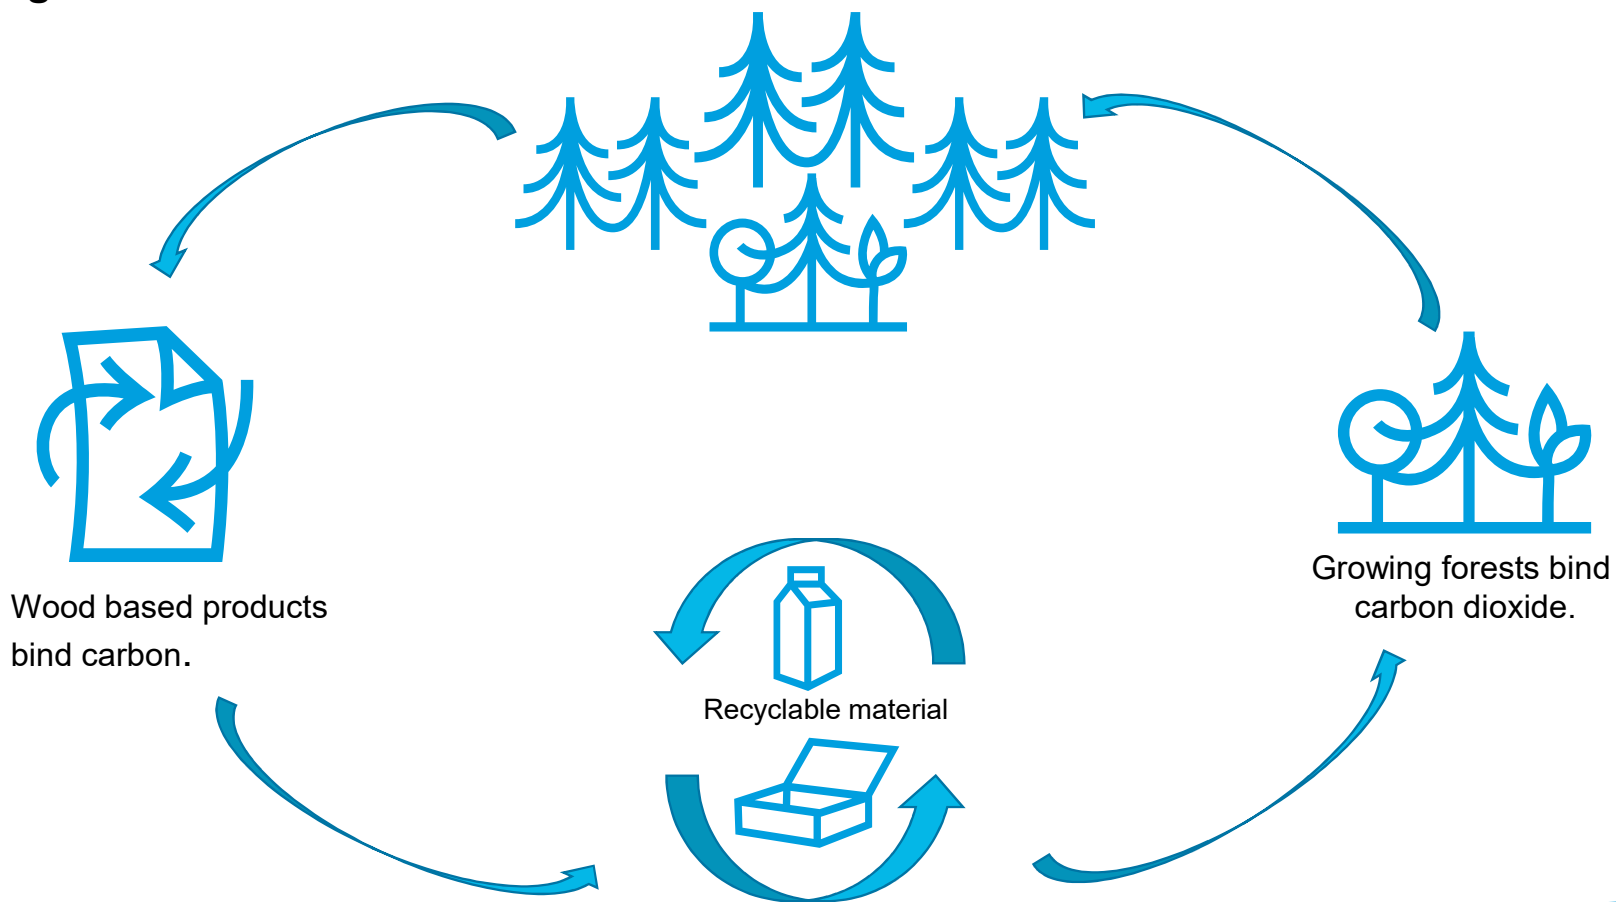 Growing forests bind
carbon dioxide.
Wood based products
bind carbon.
Recyclable material